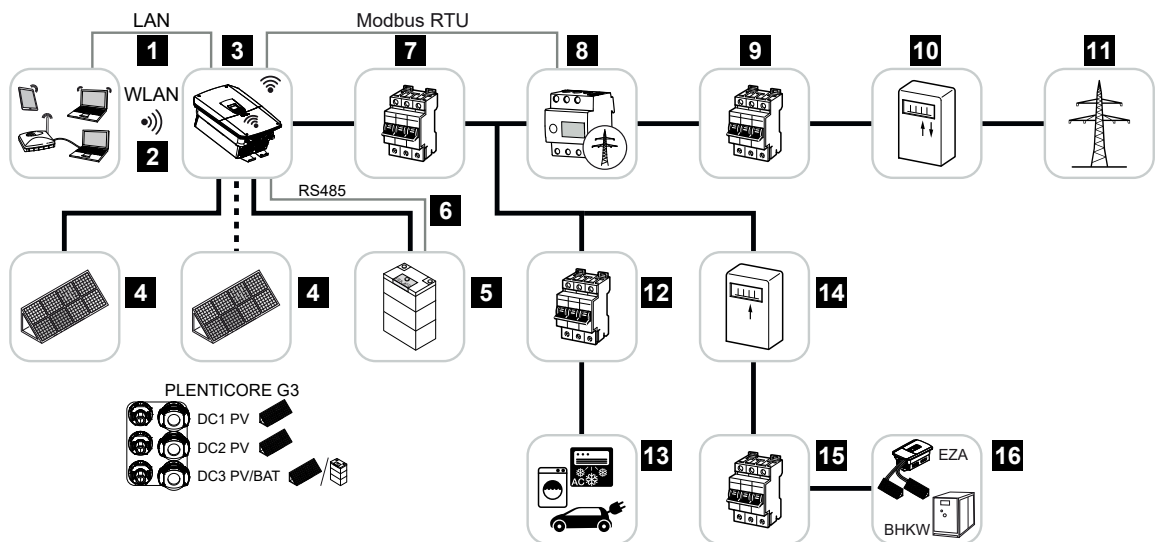 LAN
Modbus RTU
1
3
7
8
9
10
11
WLAN
2
RS485
6
4
4
5
12
14
PLENTICORE G3
DC1 PV
DC2 PV
DC3 PV/BAT
/
13
AC
15
EZA
16
BHKW